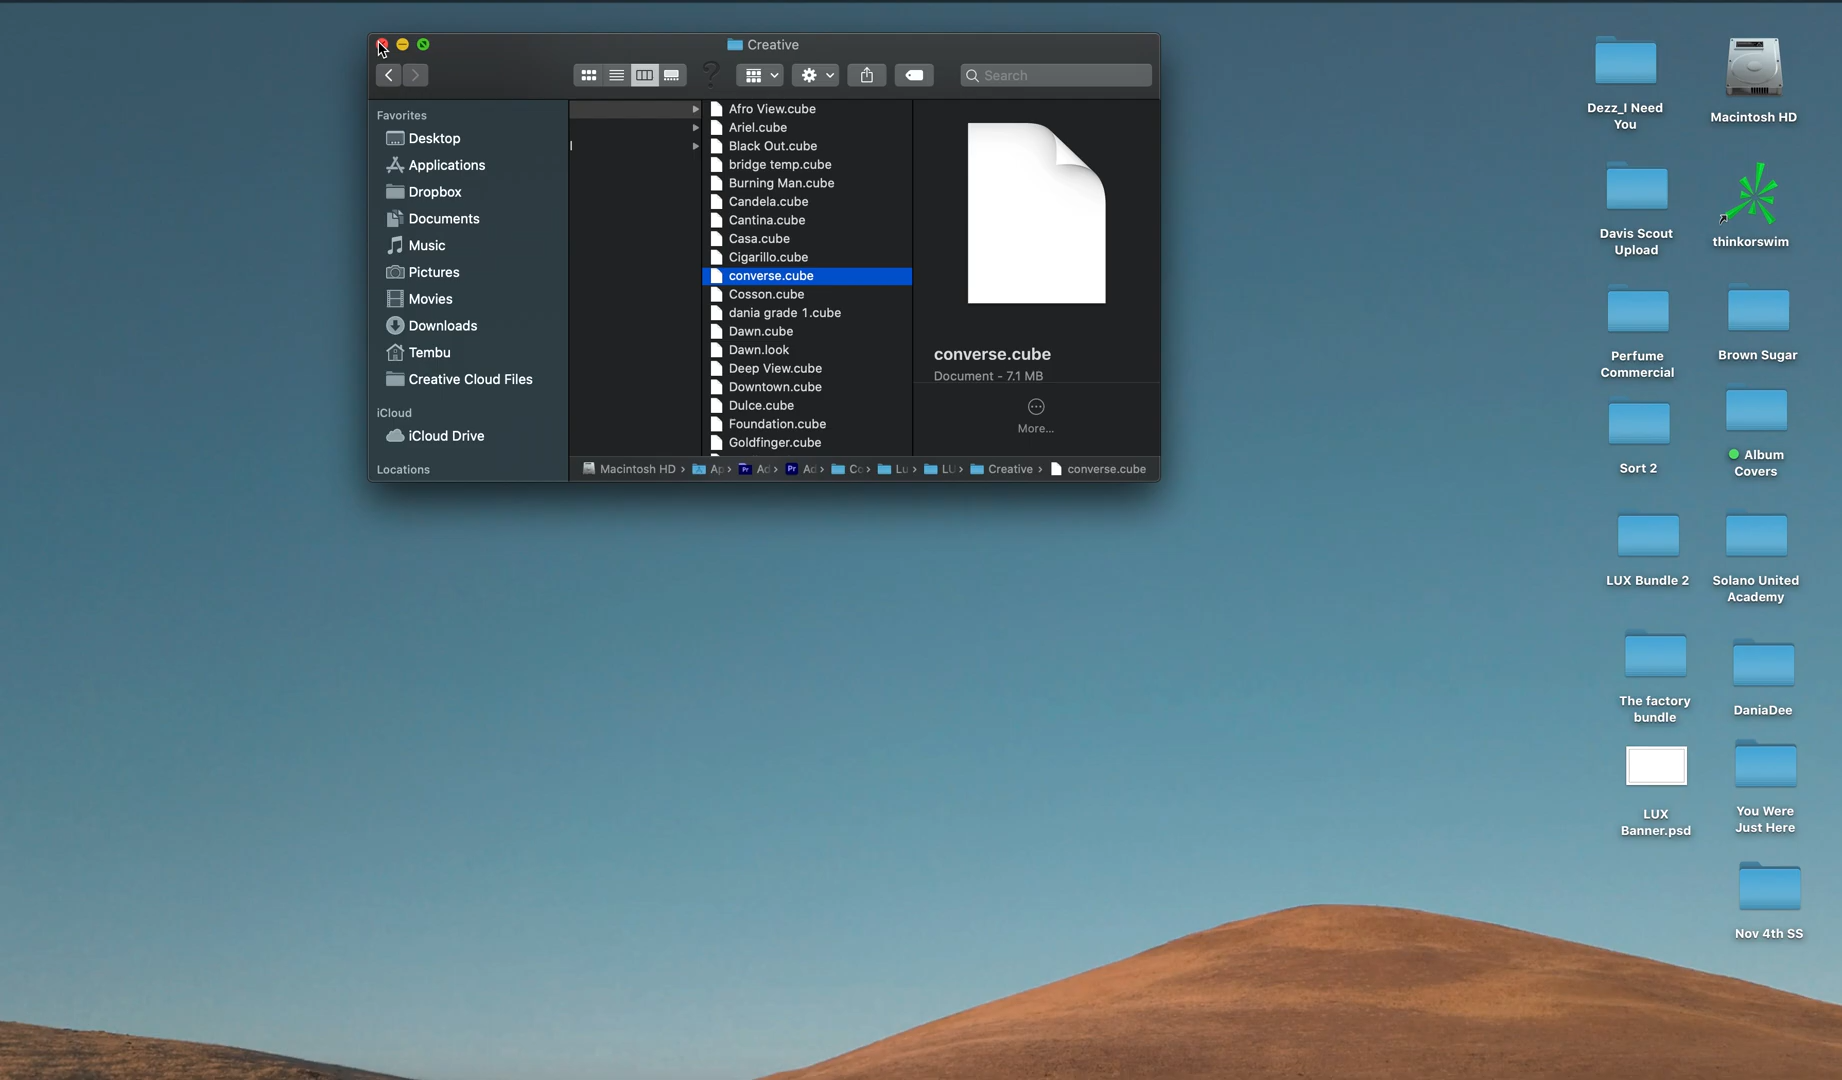 Creative
Search
Favorites
Desktop
Applications
Dropbox
Documents
Music
Pictures
Movies
Downloads
Tembu
Creative Cloud Files
iCloud
iCloud Drive
Locations
Afro View.cube
Ariel.cube
Black Out.cube
bridge temp.cube
Burning Man.cube
Candela.cube
Cantina.cube
Casa.cube
Cigarillo.cube
converse.cube
Cosson.cube
dania grade 1.cube
Dawn.cube
Dawn.look
Deep View.cube
Downtown.cube
Dulce.cube
Foundation.cube
Goldfinger.cube
converse.cube
Document - 7.1 MB
More...
Macintosh HD › Ap › Pr Ad › Pr Ad › Co › Lu › LU › Creative › converse.cube
Dezz_I Need
You
Macintosh HD
Davis Scout
Upload
thinkorswim
Perfume
Commercial
Brown Sugar
Sort 2
Album
Covers
LUX Bundle 2
Solano United
Academy
The factory
bundle
DaniaDee
LUX
Banner.psd
You Were
Just Here
Nov 4th SS